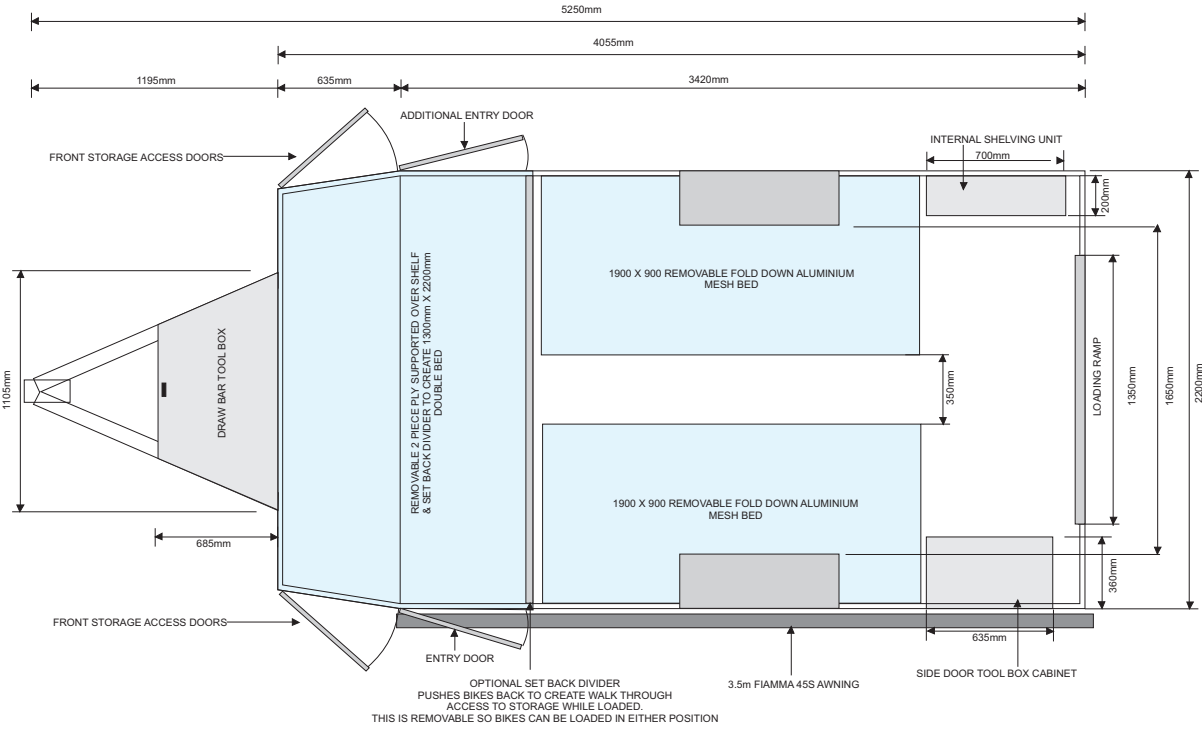 5250mm
4055mm
1195mm
635mm
3420mm
ADDITIONAL ENTRY DOOR
FRONT STORAGE ACCESS DOORS
INTERNAL SHELVING UNIT
700mm
200mm
1900 X 900 REMOVABLE FOLD DOWN ALUMINIUM
MESH BED
REMOVABLE 2 PIECE PLY SUPPORTED OVER SHELF
& SET BACK DIVIDER TO CREATE 1300mm X 2200mm
DOUBLE BED
DRAW BAR TOOL BOX
1105mm
350mm
LOADING RAMP
1350mm
1650mm
2200mm
1900 X 900 REMOVABLE FOLD DOWN ALUMINIUM
MESH BED
685mm
360mm
635mm
FRONT STORAGE ACCESS DOORS
ENTRY DOOR
SIDE DOOR TOOL BOX CABINET
3.5m FIAMMA 45S AWNING
OPTIONAL SET BACK DIVIDER
PUSHES BIKES BACK TO CREATE WALK THROUGH
ACCESS TO STORAGE WHILE LOADED.
THIS IS REMOVABLE SO BIKES CAN BE LOADED IN EITHER POSITION